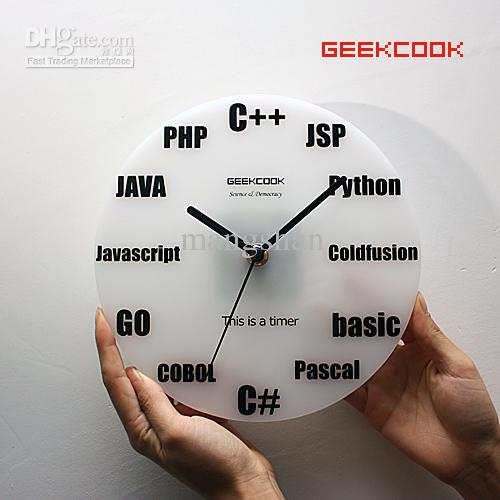 DHgate.com
Fast Trading Marketplace
GEEKCOOK
C++
PHP
JSP
JAVA
GEEKCOOK
Science & Democracy
Python
Javascript
mangshan
Coldfusion
GO
This is a timer
basic
COBOL
Pascal
C#